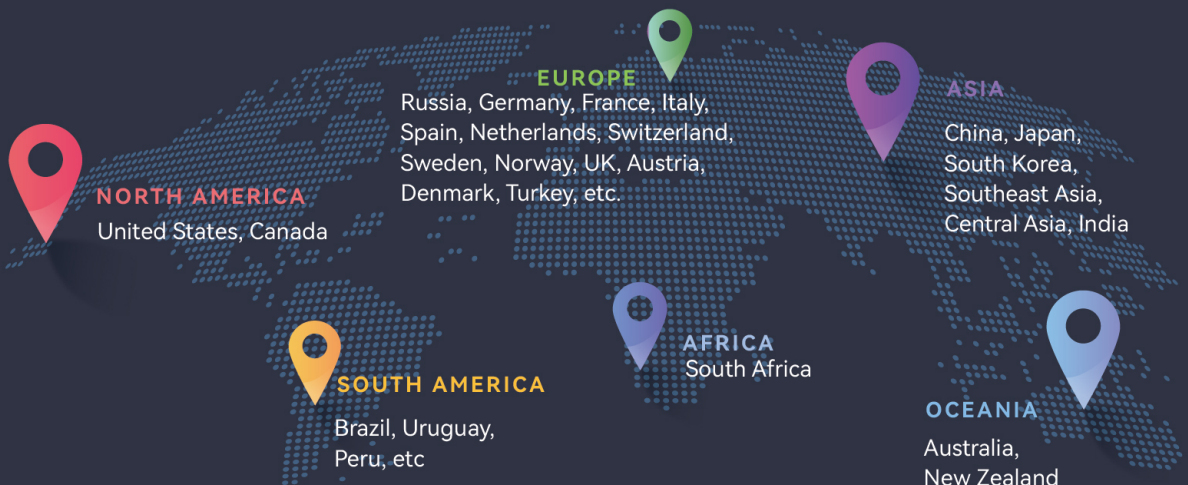 EUROPE
Russia, Germany, France, Italy,
Spain, Netherlands, Switzerland,
Sweden, Norway, UK, Austria,
Denmark, Turkey, etc.
ASIA
China, Japan,
South Korea,
Southeast Asia,
Central Asia, India
NORTH AMERICA
United States, Canada
AFRICA
South Africa
SOUTH AMERICA
Brazil, Uruguay,
Peru, etc
OCEANIA
Australia,
New Zealand